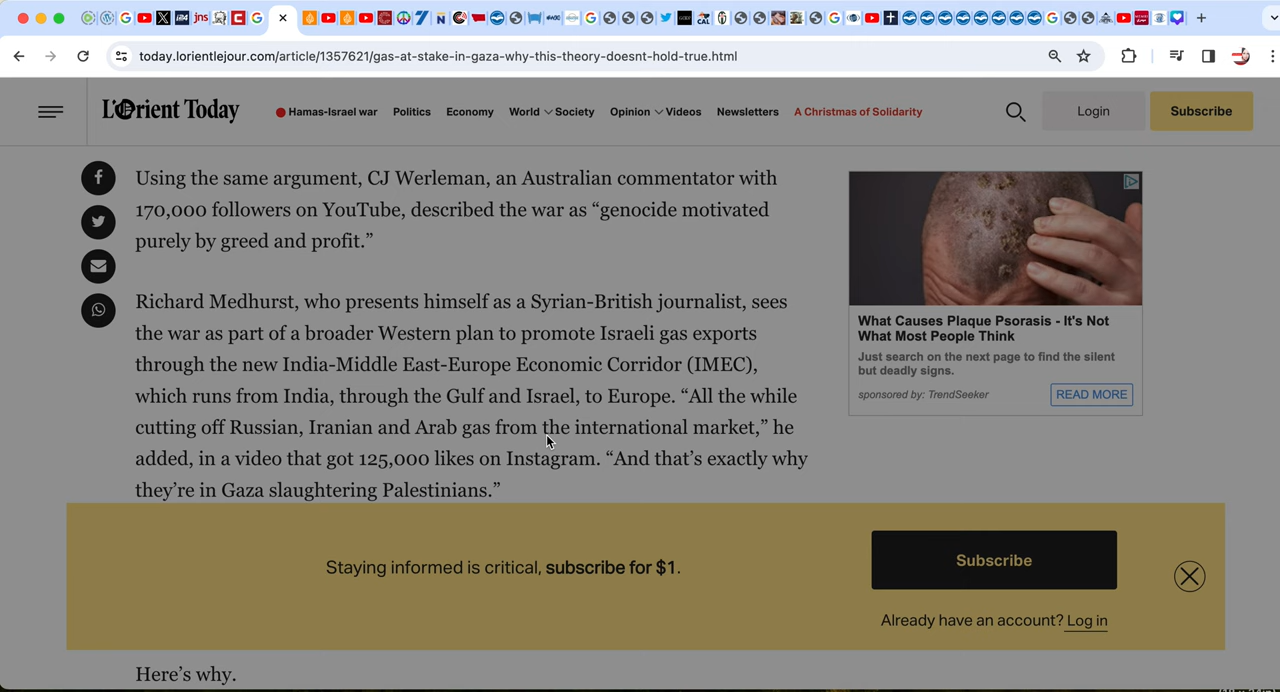 today.lorientlejour.com/article/1357621/gas-at-stake-in-gaza-why-this-theory-doesnt-hold-true.html
L'Orient Today
Hamas-Israel war
Politics
Economy
World
Society
Opinion
Videos
Newsletters
A Christmas of Solidarity
Login
Subscribe
Using the same argument, CJ Werleman, an Australian commentator with
170,000 followers on YouTube, described the war as “genocide motivated
purely by greed and profit.”
Richard Medhurst, who presents himself as a Syrian-British journalist, sees
the war as part of a broader Western plan to promote Israeli gas exports
through the new India-Middle East-Europe Economic Corridor (IMEC),
which runs from India, through the Gulf and Israel, to Europe. “All the while
cutting off Russian, Iranian and Arab gas from the international market,” he
added, in a video that got 125,000 likes on Instagram. “And that’s exactly why
they’re in Gaza slaughtering Palestinians.”
What Causes Plaque Psorasis - It's Not
What Most People Think
Just search on the next page to find the silent
but deadly signs.
sponsored by: TrendSeeker
READ MORE
Staying informed is critical, subscribe for $1.
Subscribe
Already have an account? Log in
Here’s why.